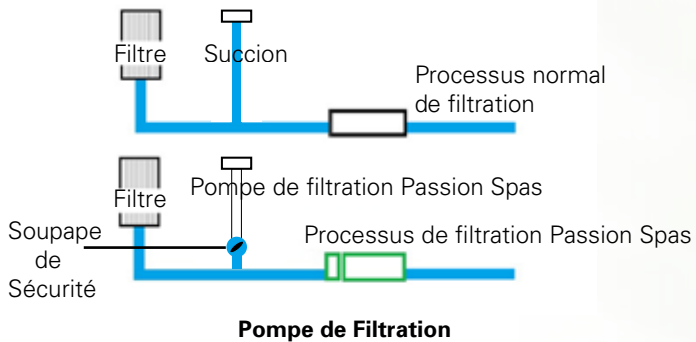 Filtre
Succion
Processus normal
de filtration
Filtre
Pompe de filtration Passion Spas
Soupape
de
Sécurité
Processus de filtration Passion Spas
Pompe de Filtration